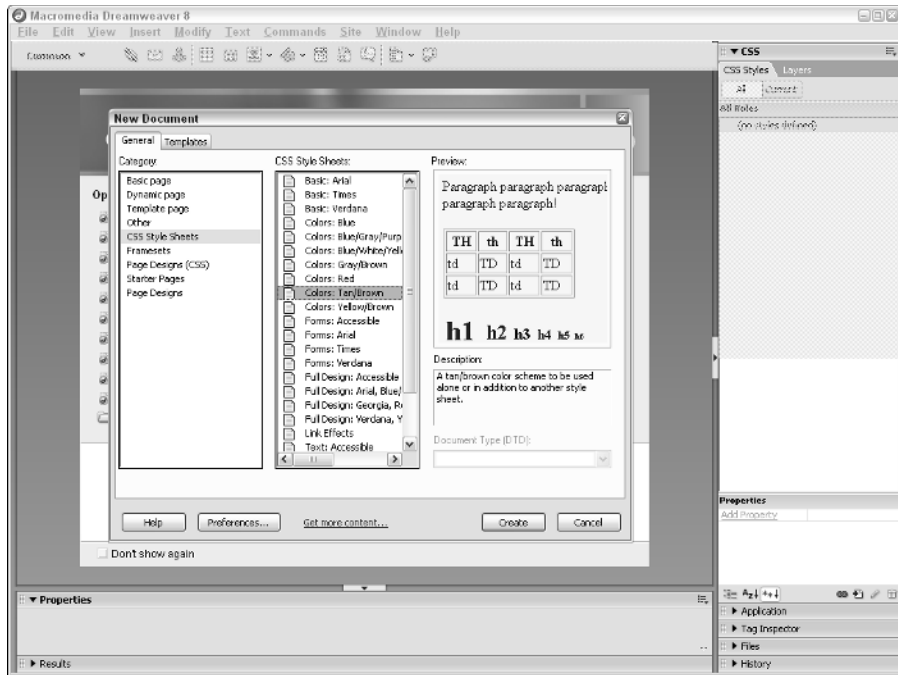 Macromedia Dreamweaver 8
File Edit View Insert Modify Text Commands Site Window Help
Common
CSS
CSS Styles Layers
All Current
All Rules
(no styles defined)
New Document
General Templates
Category:
Basic page
Dynamic page
Template page
Other
CSS Style Sheets
Framesets
Page Designs (CSS)
Starter Pages
Page Designs
CSS Style Sheets:
Basic: Arial
Basic: Times
Basic: Verdana
Colors: Blue
Colors: Blue/Gray/Purp
Colors: Blue/White/Yell
Colors: Gray/Brown
Colors: Red
Colors: Tan/Brown
Colors: Yellow/Brown
Forms: Accessible
Forms: Arial
Forms: Times
Forms: Verdana
Full Design: Accessible
Full Design: Arial, Blue/
Full Design: Georgia, R
Full Design: Verdana, Y
Link Effects
Text: Accessible
Preview:
Paragraph paragraph paragraph
paragraph paragraph!
TH th TH th
td TD td TD
td TD td TD
h1 h2 h3 h4 h5 h6
Description:
A tan/brown color scheme to be used
alone or in addition to another style
sheet.
Document Type (DTD):
Help Preferences... Get more content... Create Cancel
Op
Don't show again
Properties
Add Property
Properties
Results
Application
Tag Inspector
Files
History